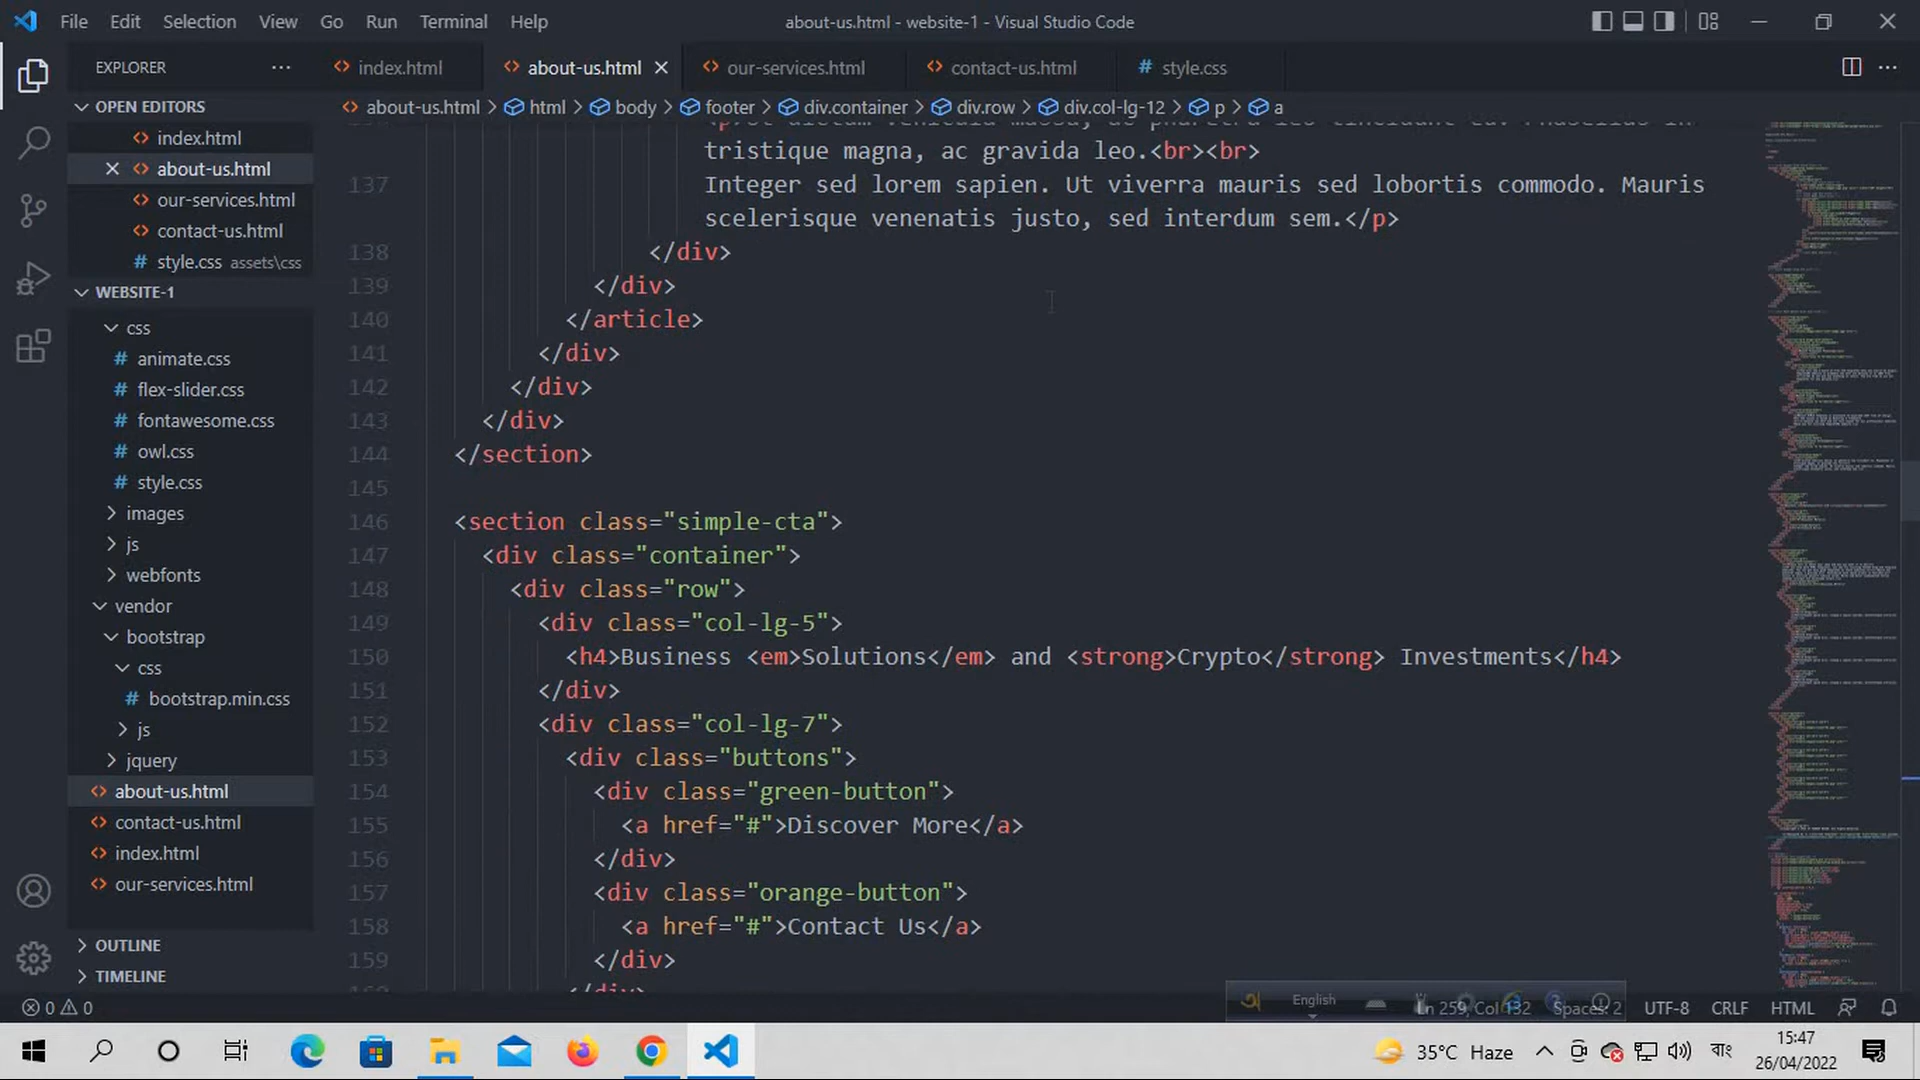 File Edit Selection View Go Run Terminal Help about-us.html - website-1 - Visual Studio Code
EXPLORER
index.html about-us.html our-services.html contact-us.html # style.css
OPEN EDITORS
about-us.html > html > body > footer > div.container > div.row > div.col-lg-12 > p > a
index.html
about-us.html
our-services.html
contact-us.html
# style.css assets\css
WEBSITE-1
css
# animate.css
# flex-slider.css
# fontawesome.css
# owl.css
# style.css
images
js
webfonts
vendor
bootstrap
css
# bootstrap.min.css
js
jquery
about-us.html
contact-us.html
index.html
our-services.html
OUTLINE
TIMELINE
tristique magna, ac gravida leo.<br><br>
137 Integer sed lorem sapien. Ut viverra mauris sed lobortis commodo. Mauris
scelerisque venenatis justo, sed interdum sem.</p>
138 </div>
139 </div>
140 </article>
141 </div>
142 </div>
143 </div>
144 </section>
145
146 <section class="simple-cta">
147 <div class="container">
148 <div class="row">
149 <div class="col-lg-5">
150 <h4>Business <em>Solutions</em> and <strong>Crypto</strong> Investments</h4>
151 </div>
152 <div class="col-lg-7">
153 <div class="buttons">
154 <div class="green-button">
155 <a href="#">Discover More</a>
156 </div>
157 <div class="orange-button">
158 <a href="#">Contact Us</a>
159 </div>
0 0 English Ln 259, Col 132 Spaces: 2 UTF-8 CRLF HTML
35°C Haze বাং 15:47
26/04/2022